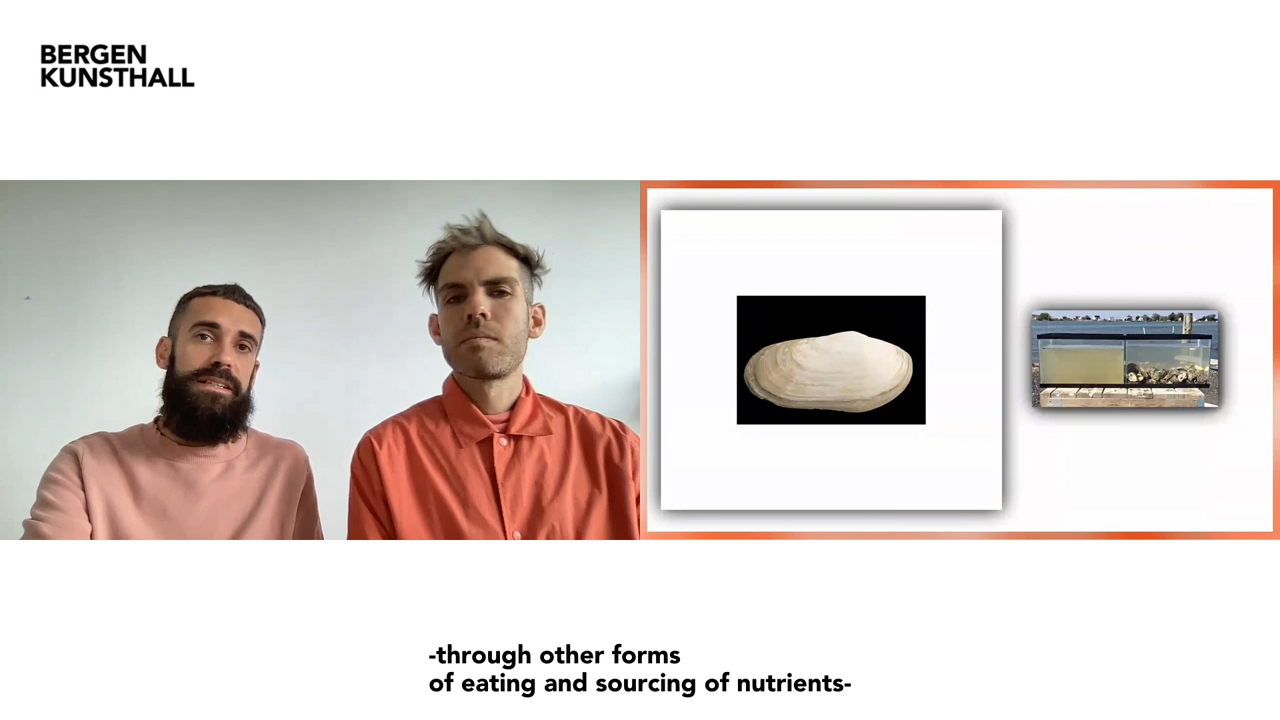 BERGEN
KUNSTHALL
-through other forms
of eating and sourcing of nutrients-